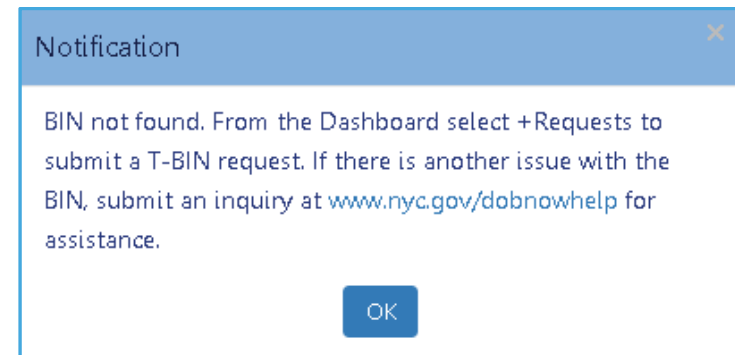 Notification
×
BIN not found. From the Dashboard select +Requests to
submit a T-BIN request. If there is another issue with the
BIN, submit an inquiry at www.nyc.gov/dobnowhelp for
assistance.
OK